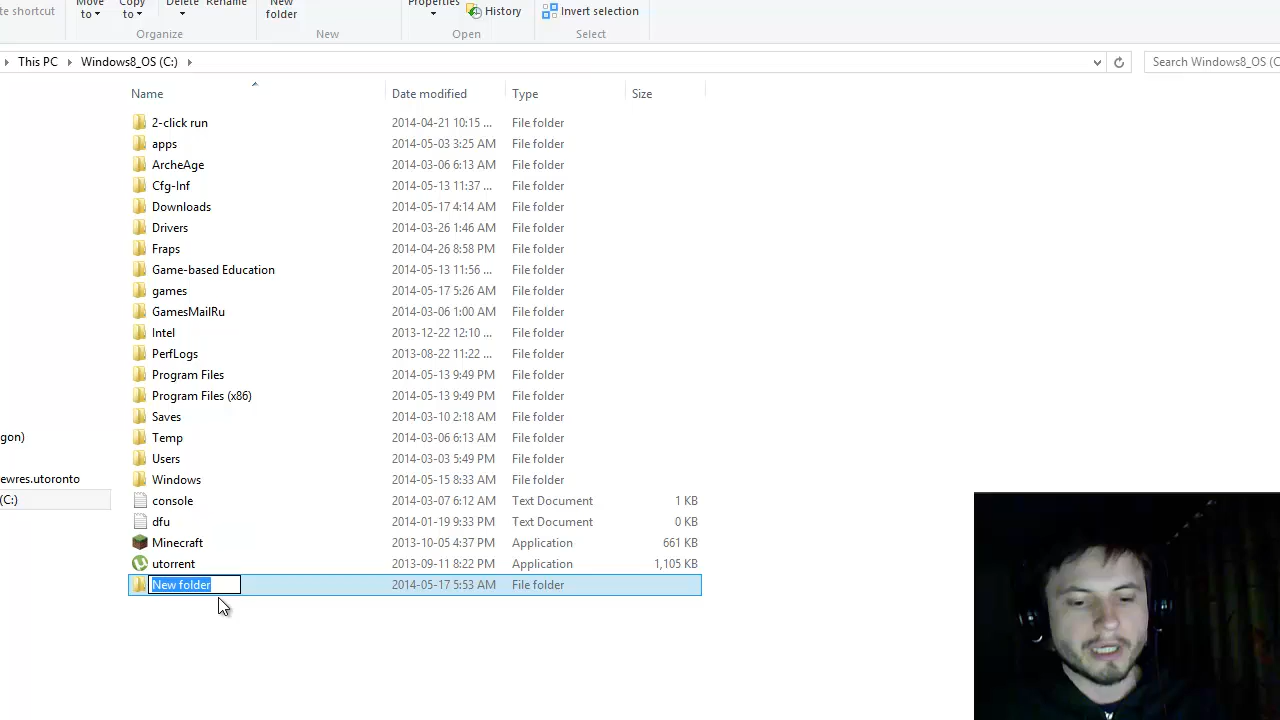 te shortcut
Move to
Copy to
Delete
Rename
New folder
Properties
History
Invert selection
Organize
New
Open
Select
This PC
Windows8_OS (C:)
Search Windows8_OS (C
Name Date modified Type Size
2-click run 2014-04-21 10:15 ... File folder
apps 2014-05-03 3:25 AM File folder
ArcheAge 2014-03-06 6:13 AM File folder
Cfg-Inf 2014-05-13 11:37 ... File folder
Downloads 2014-05-17 4:14 AM File folder
Drivers 2014-03-26 1:46 AM File folder
Fraps 2014-04-26 8:58 PM File folder
Game-based Education 2014-05-13 11:56 ... File folder
games 2014-05-17 5:26 AM File folder
GamesMailRu 2014-03-06 1:00 AM File folder
Intel 2013-12-22 12:10 ... File folder
PerfLogs 2013-08-22 11:22 ... File folder
Program Files 2014-05-13 9:49 PM File folder
Program Files (x86) 2014-05-13 9:49 PM File folder
Saves 2014-03-10 2:18 AM File folder
gon) Temp 2014-03-06 6:13 AM File folder
Users 2014-03-03 5:49 PM File folder
ewres.utoronto Windows 2014-05-15 8:33 AM File folder
(C:) console 2014-03-07 6:12 AM Text Document 1 KB
dfu 2014-01-19 9:33 PM Text Document 0 KB
Minecraft 2013-10-05 4:37 PM Application 661 KB
utorrent 2013-09-11 8:22 PM Application 1,105 KB
New folder 2014-05-17 5:53 AM File folder